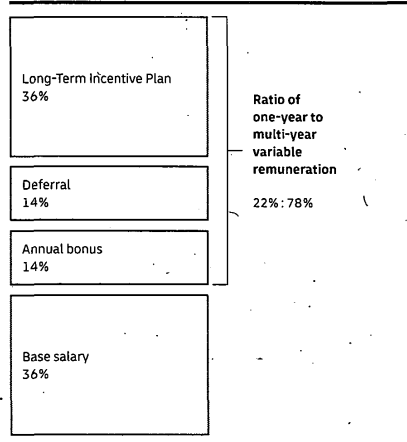 Long-Term Incentive Plan
36%
Deferral
14%
Annual bonus
14%
Base salary
36%
Ratio of
one-year to
multi-year
variable
remuneration
22%:78%